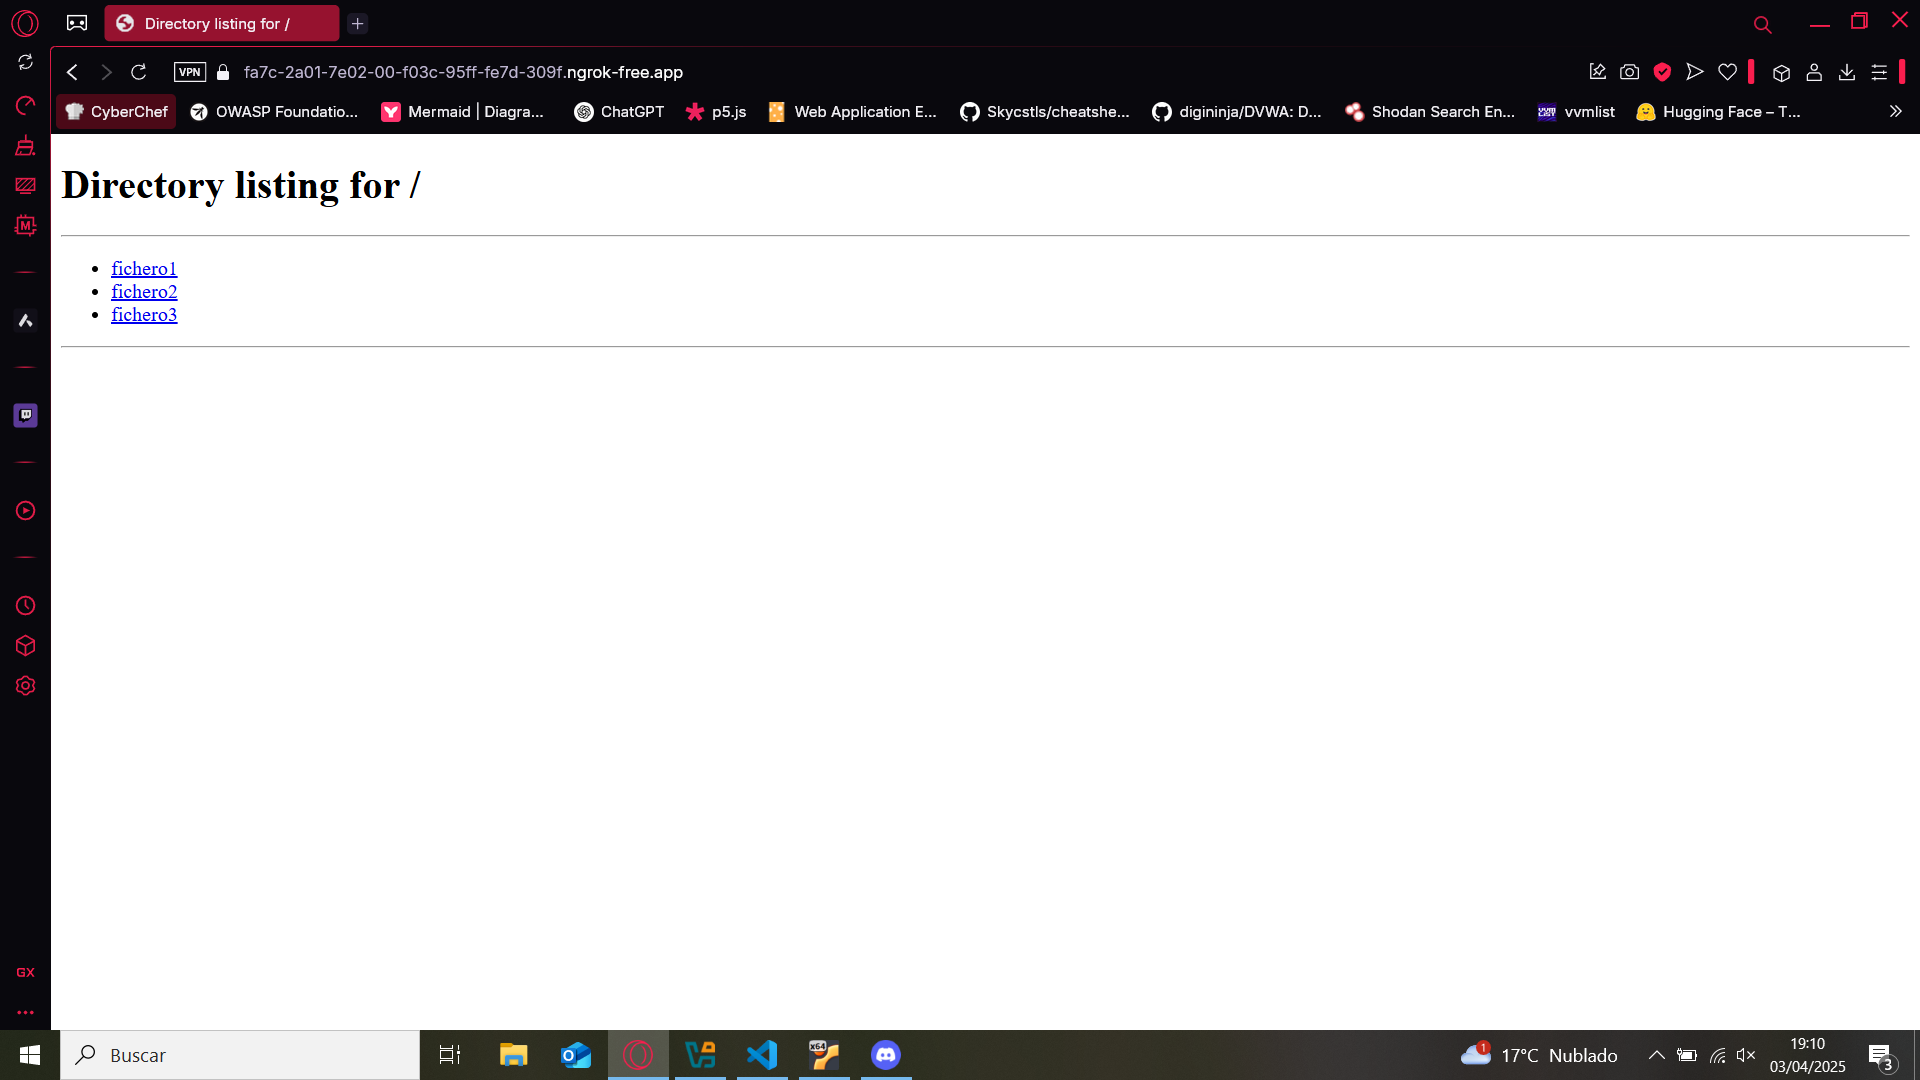 Directory listing for /
VPN
fa7c-2a01-7e02-00-f03c-95ff-fe7d-309f.ngrok-free.app
CyberChef
OWASP Foundatio...
Mermaid | Diagra...
ChatGPT
p5.js
Web Application E...
Skycstls/cheatshe...
digininja/DVWA: D...
Shodan Search En...
vvmlist
Hugging Face – T...
M
Directory listing for /
fichero1
fichero2
fichero3
GX
Buscar
x64
1
17°C Nublado
19:10
03/04/2025
3